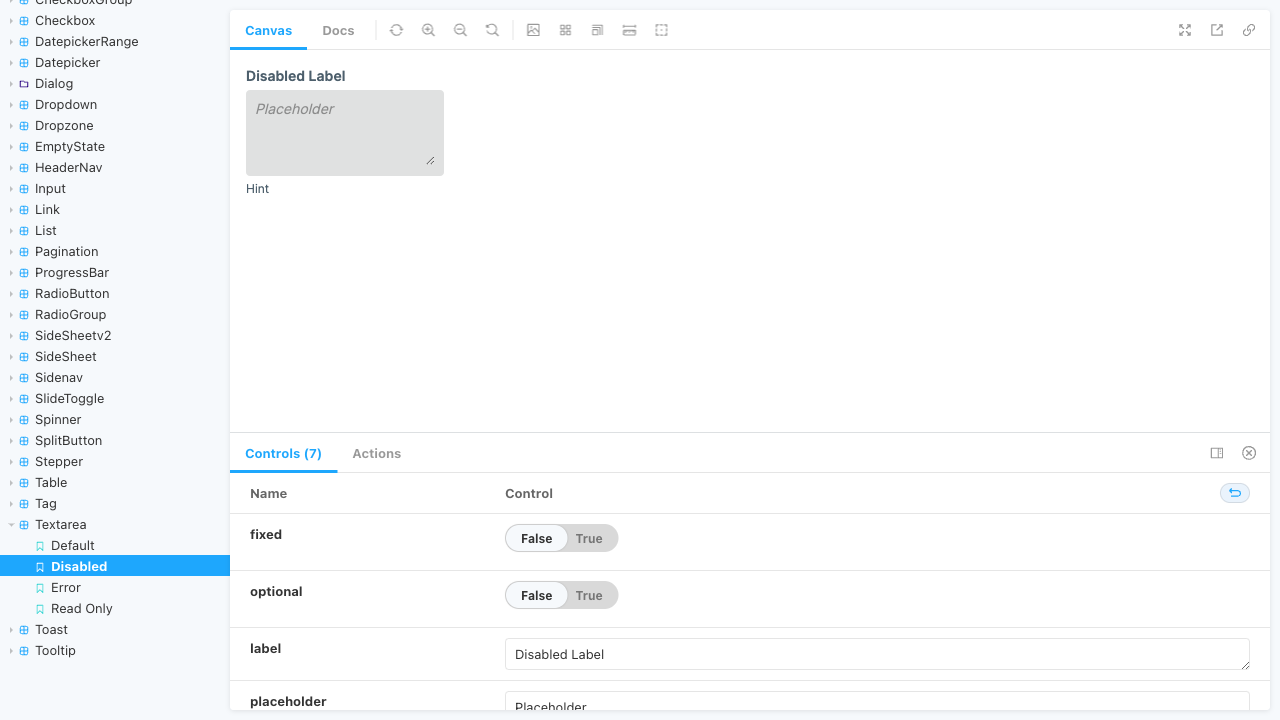 CheckboxGroup
Checkbox
DatepickerRange
Datepicker
Dialog
Dropdown
Dropzone
EmptyState
HeaderNav
Input
Link
List
Pagination
ProgressBar
RadioButton
RadioGroup
SideSheetv2
SideSheet
Sidenav
SlideToggle
Spinner
SplitButton
Stepper
Table
Tag
Textarea
Default
Disabled
Error
Read Only
Toast
Tooltip
Canvas Docs
Disabled Label
Placeholder
Hint
Controls (7) Actions
Name Control
fixed False True
optional False True
label Disabled Label
placeholder Placeholder